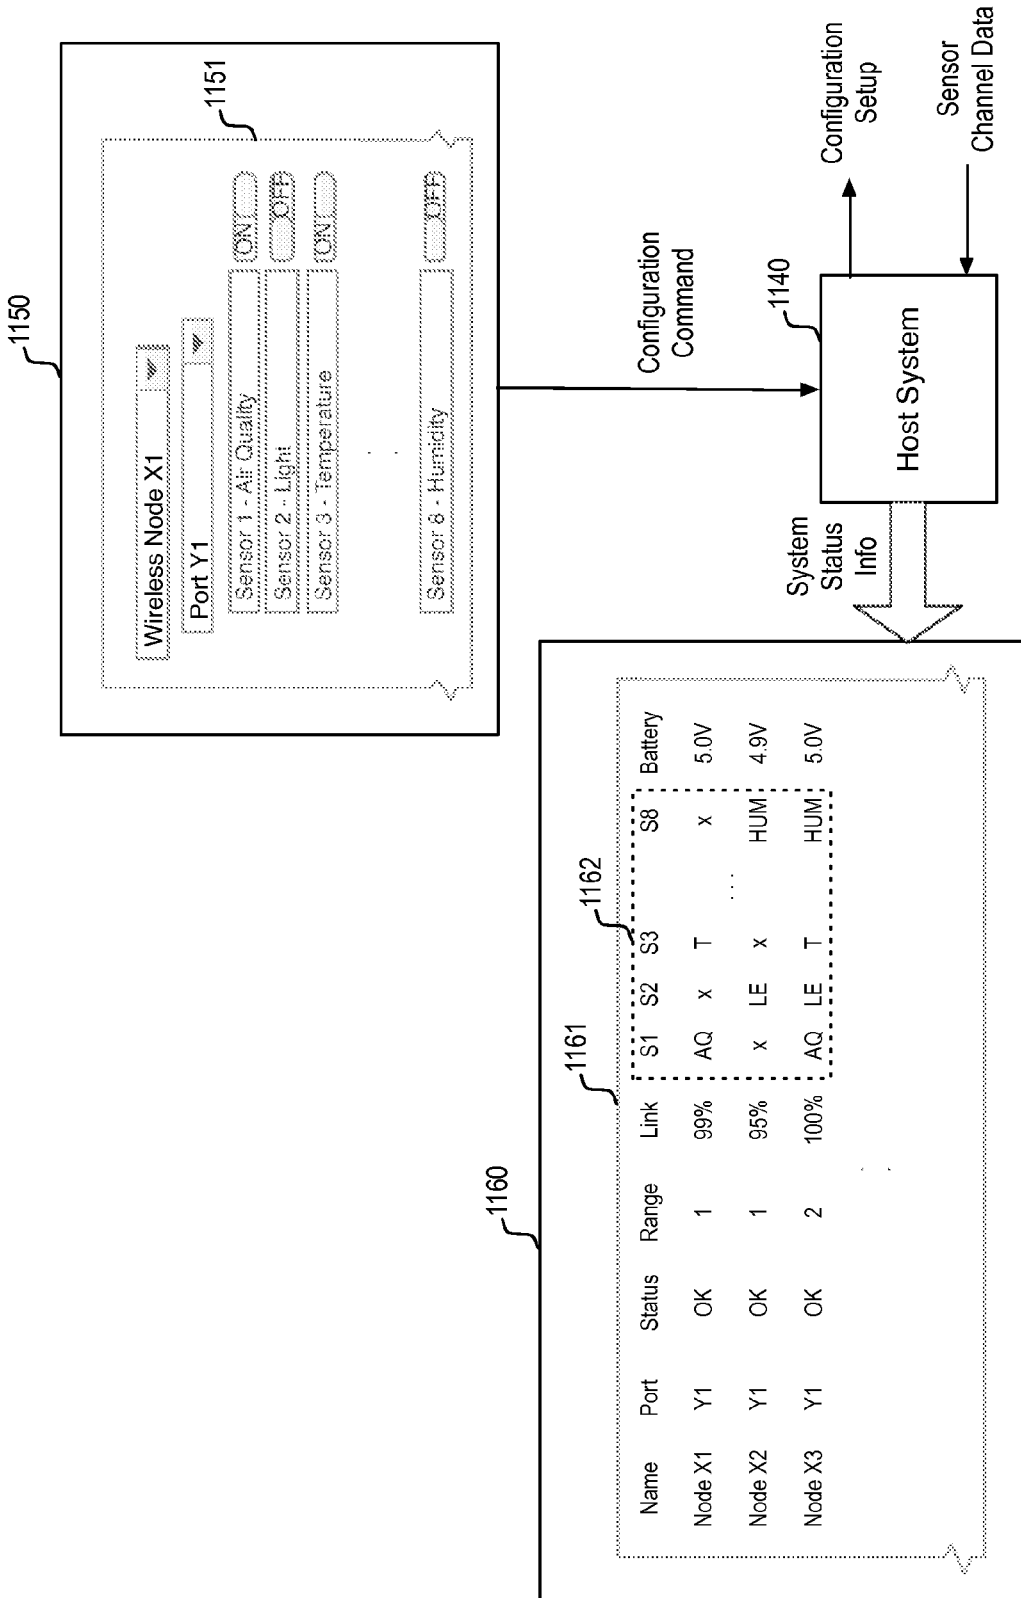 1150
1151
Wireless Node X1
Port Y1
Sensor 1 - Air Quality ON
Sensor 2 - Light OFF
Sensor 3 - Temperature ON
Sensor 8 - Humidity OFF
Configuration
Command
1140
Host System
Configuration
Setup
Sensor
Channel Data
System
Status
Info
1160
1161
1162
Name Port Status Range Link S1 S2 S3 S8 Battery
Node X1 Y1 OK 1 99% AQ x T x 5.0V
Node X2 Y1 OK 1 95% x LE x ... HUM 4.9V
Node X3 Y1 OK 2 100% AQ LE T HUM 5.0V